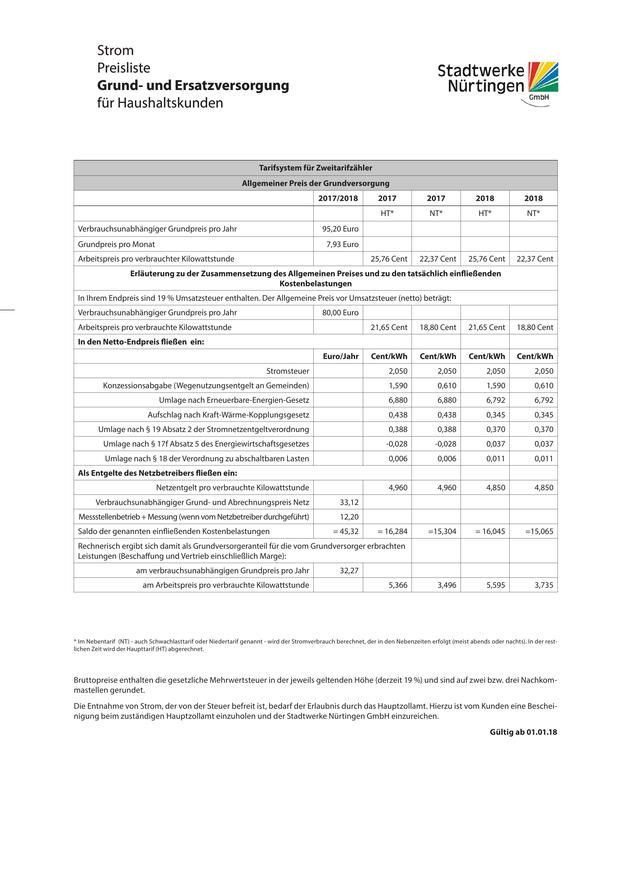 Strom
Preisliste
Grund- und Ersatzversorgung
für Haushaltskunden
Stadtwerke
Nürtingen
GmbH
Tarifsystem für Zweitarifzähler
Allgemeiner Preis der Grundversorgung
2017/2018 2017 2017 2018 2018
HT* NT* HT* NT*
Verbrauchsunabhängiger Grundpreis pro Jahr 95,20 Euro
Grundpreis pro Monat 7,93 Euro
Arbeitspreis pro verbrauchter Kilowattstunde 25,76 Cent 22,37 Cent 25,76 Cent 22,37 Cent
Erläuterung zu der Zusammensetzung des Allgemeinen Preises und zu den tatsächlich einfließenden
Kostenbelastungen
In Ihrem Endpreis sind 19 % Umsatzsteuer enthalten. Der Allgemeine Preis vor Umsatzsteuer (netto) beträgt:
Verbrauchsunabhängiger Grundpreis pro Jahr 80,00 Euro
Arbeitspreis pro verbrauchte Kilowattstunde 21,65 Cent 18,80 Cent 21,65 Cent 18,80 Cent
In den Netto-Endpreis fließen ein:
Euro/Jahr Cent/kWh Cent/kWh Cent/kWh Cent/kWh
Stromsteuer 2,050 2,050 2,050 2,050
Konzessionsabgabe (Wegenutzungsentgelt an Gemeinden) 1,590 0,610 1,590 0,610
Umlage nach Erneuerbare-Energien-Gesetz 6,880 6,880 6,792 6,792
Aufschlag nach Kraft-Wärme-Kopplungsgesetz 0,438 0,438 0,345 0,345
Umlage nach § 19 Absatz 2 der Stromnetzentgeltverordnung 0,388 0,388 0,370 0,370
Umlage nach § 17f Absatz 5 des Energiewirtschaftsgesetzes -0,028 -0,028 0,037 0,037
Umlage nach § 18 der Verordnung zu abschaltbaren Lasten 0,006 0,006 0,011 0,011
Als Entgelte des Netzbetreibers fließen ein:
Netzentgelt pro verbrauchte Kilowattstunde 4,960 4,960 4,850 4,850
Verbrauchsunabhängiger Grund- und Abrechnungspreis Netz 33,12
Messstellenbetrieb + Messung (wenn vom Netzbetreiber durchgeführt) 12,20
Saldo der genannten einfließenden Kostenbelastungen = 45,32 = 16,284 =15,304 = 16,045 =15,065
Rechnerisch ergibt sich damit als Grundversorgeranteil für die vom Grundversorger erbrachten
Leistungen (Beschaffung und Vertrieb einschließlich Marge):
am verbrauchsunabhängigen Grundpreis pro Jahr 32,27
am Arbeitspreis pro verbrauchte Kilowattstunde 5,366 3,496 5,595 3,735
* Im Nebentarif (NT) - auch Schwachlasttarif oder Niedertarif genannt - wird der Stromverbrauch berechnet, der in den Nebenzeiten erfolgt (meist abends oder nachts). In der rest-
lichen Zeit wird der Haupttarif (HT) abgerechnet.
Bruttopreise enthalten die gesetzliche Mehrwertsteuer in der jeweils geltenden Höhe (derzeit 19 %) und sind auf zwei bzw. drei Nachkom-
mastellen gerundet.
Die Entnahme von Strom, der von der Steuer befreit ist, bedarf der Erlaubnis durch das Hauptzollamt. Hierzu ist vom Kunden eine Beschei-
nigung beim zuständigen Hauptzollamt einzuholen und der Stadtwerke Nürtingen GmbH einzureichen.
Gültig ab 01.01.18